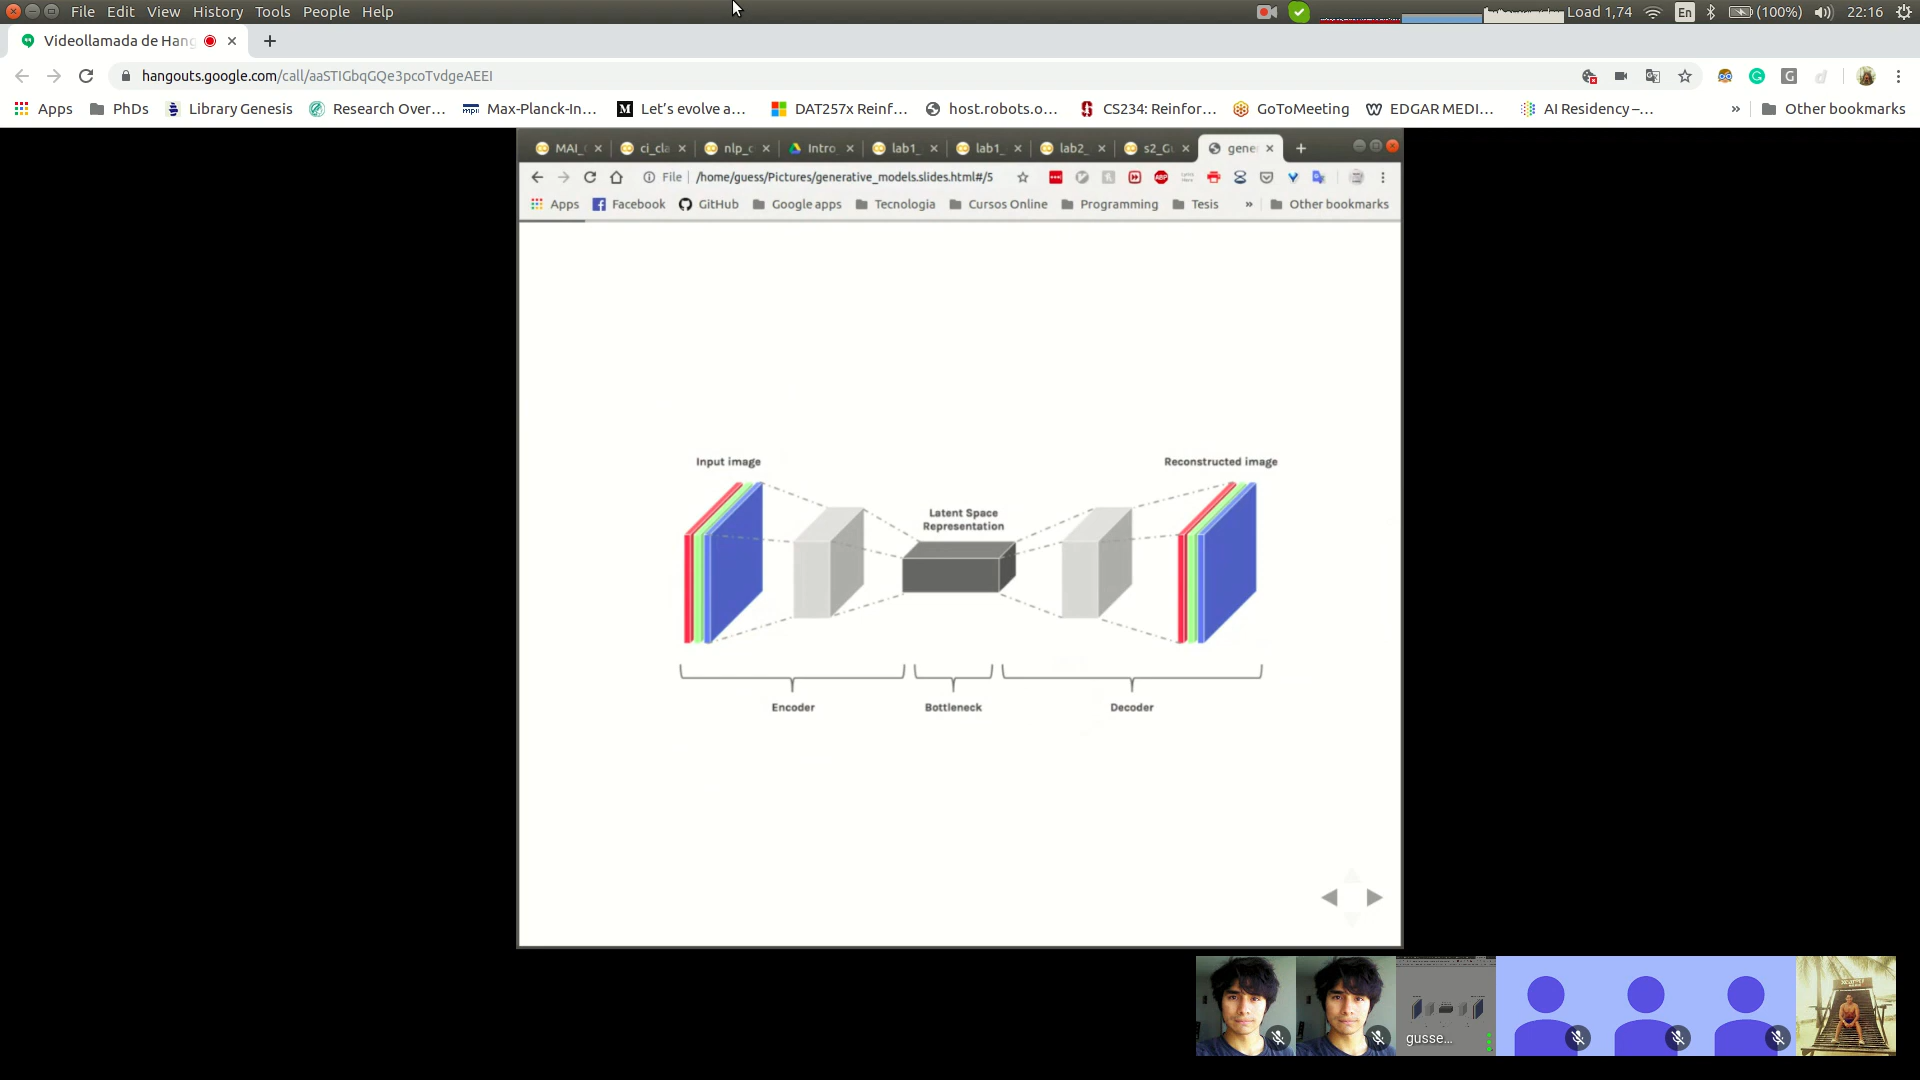 File Edit View History Tools People Help
Load 1,74 En (100%) 22:16
Videollamada de Hang
hangouts.google.com/call/aaSTIGbqGQe3pcoTvdgeAEEI
Apps PhDs Library Genesis Research Over... Max-Planck-In... Let's evolve a... DAT257x Reinf... host.robots.o... CS234: Reinfor... GoToMeeting EDGAR MEDI... AI Residency –... » Other bookmarks
MAI_ ci_cla nlp_c Intro lab1_ lab1_ lab2_ s2_G gene
File /home/guess/Pictures/generative_models.slides.html#/5
Apps Facebook GitHub Google apps Tecnologia Cursos Online Programming Tesis » Other bookmarks
Input image
Reconstructed image
Latent Space
Representation
Encoder
Bottleneck
Decoder
gusse...